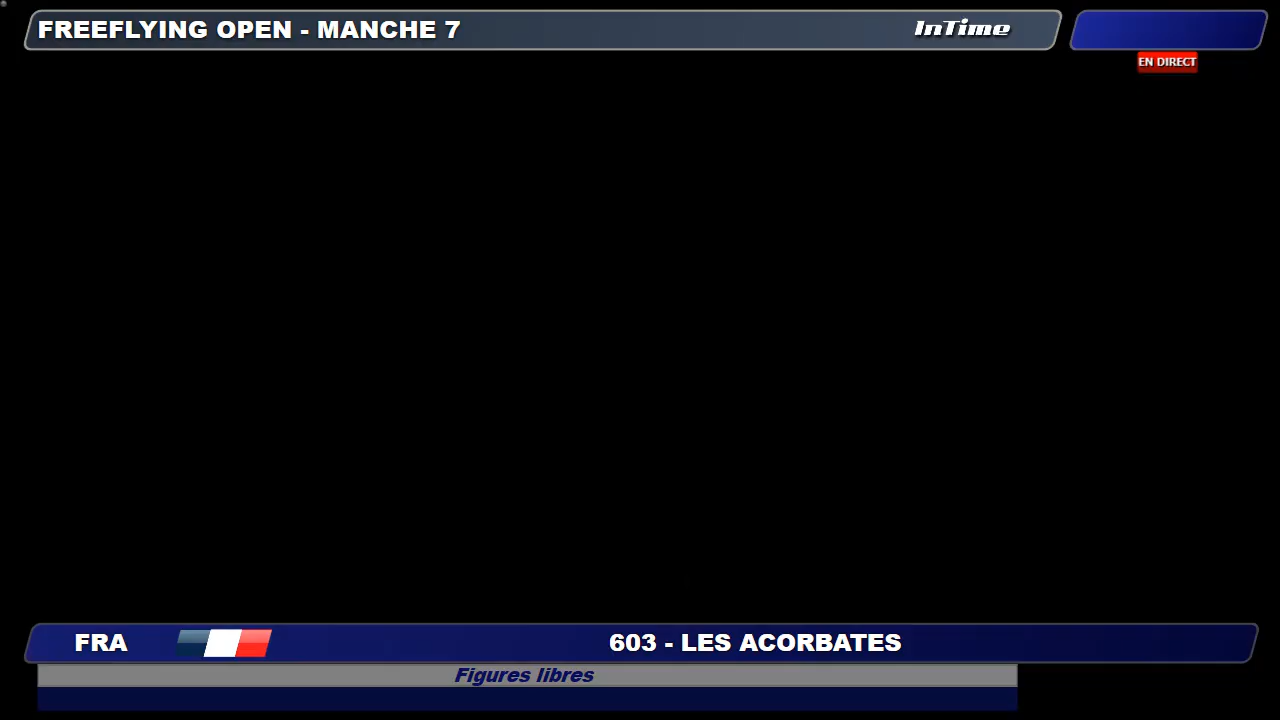 FREEFLYING OPEN - MANCHE 7
InTime
EN DIRECT
FRA
603 - LES ACORBATES
Figures libres